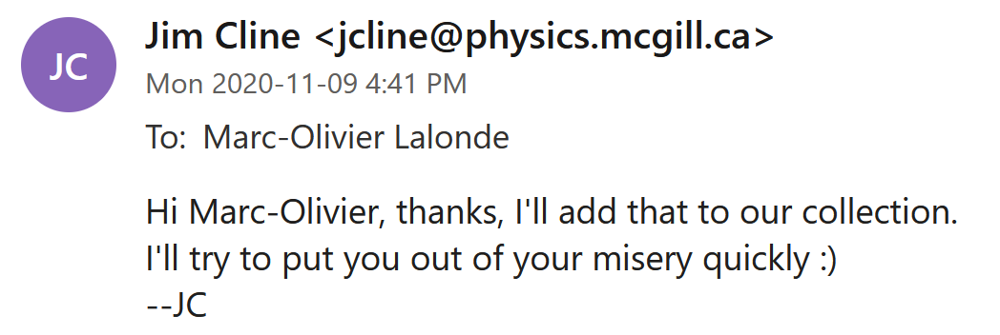 JC
Jim Cline <jcline@physics.mcgill.ca>
Mon 2020-11-09 4:41 PM
To: Marc-Olivier Lalonde
Hi Marc-Olivier, thanks, I'll add that to our collection.
I'll try to put you out of your misery quickly :)
--JC